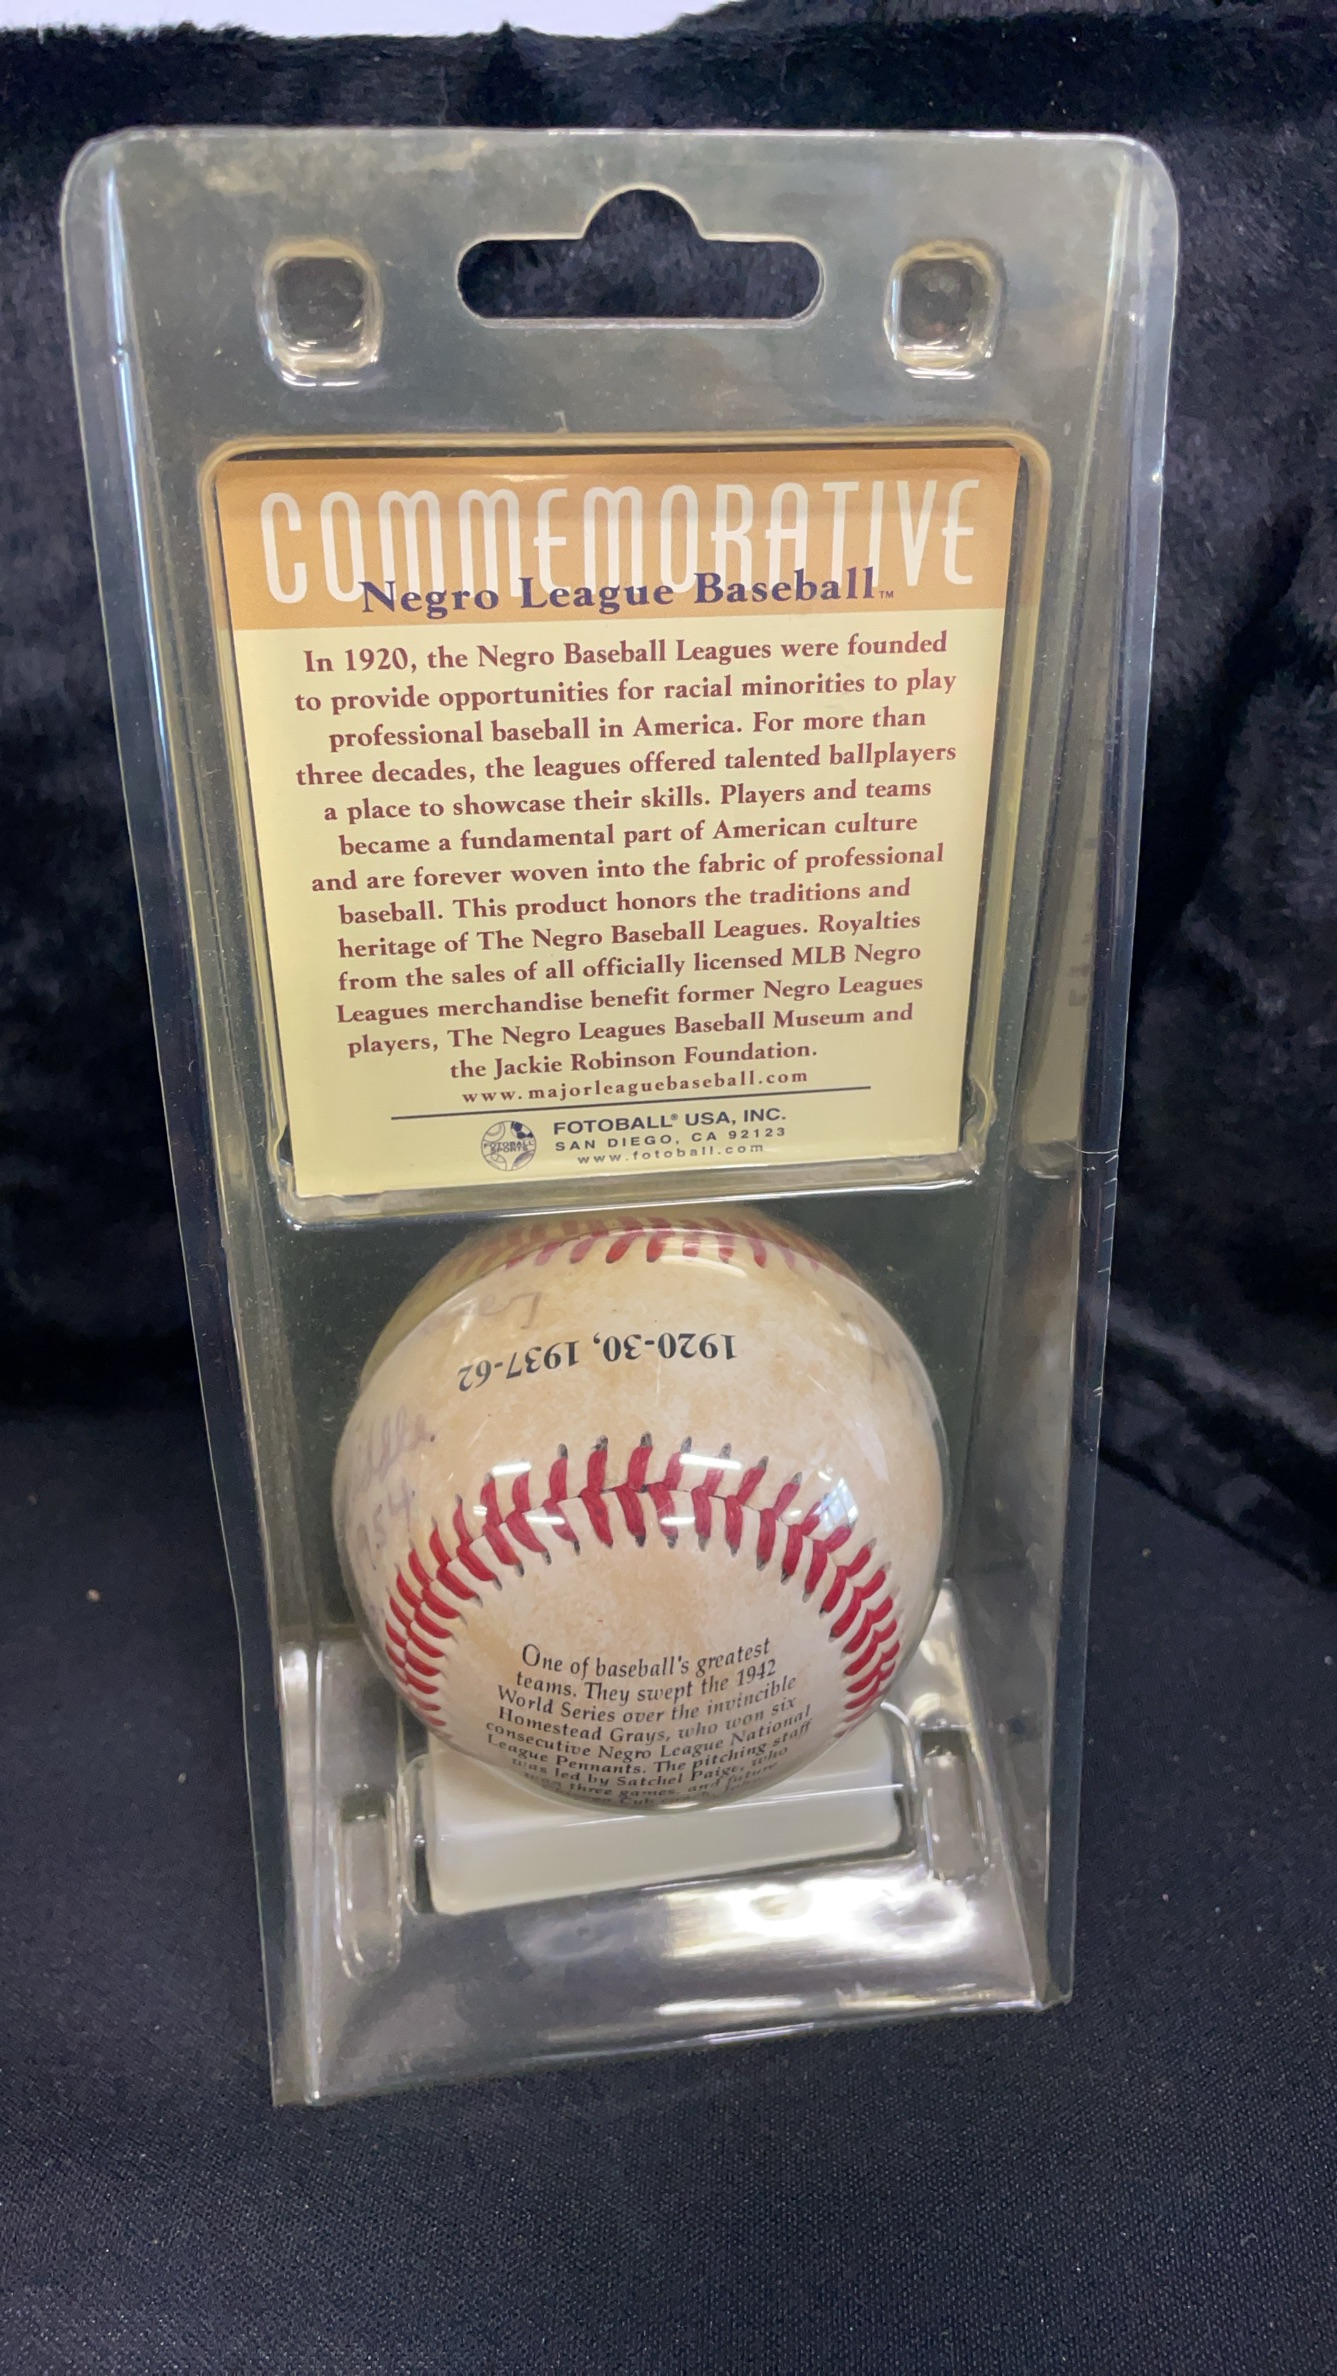 COMMEMORATIVE
Negro League Baseball™
In 1920, the Negro Baseball Leagues were founded
to provide opportunities for racial minorities to play
professional baseball in America. For more than
three decades, the leagues offered talented ballplayers
a place to showcase their skills. Players and teams
became a fundamental part of American culture
and are forever woven into the fabric of professional
baseball. This product honors the traditions and
heritage of The Negro Baseball Leagues. Royalties
from the sales of all officially licensed MLB Negro
Leagues merchandise benefit former Negro Leagues
players, The Negro Leagues Baseball Museum and
the Jackie Robinson Foundation.
www.majorleaguebaseball.com
FOTOBALL SPORTS
FOTOBALL® USA, INC.
SAN DIEGO, CA 92123
www.fotoball.com
1920-30, 1937-62
One of baseball's greatest
teams. They swept the 1942
World Series over the invincible
Homestead Grays, who won six
consecutive Negro League National
League Pennants. The pitching staff
was led by Satchel Paige, who
won three games, and future